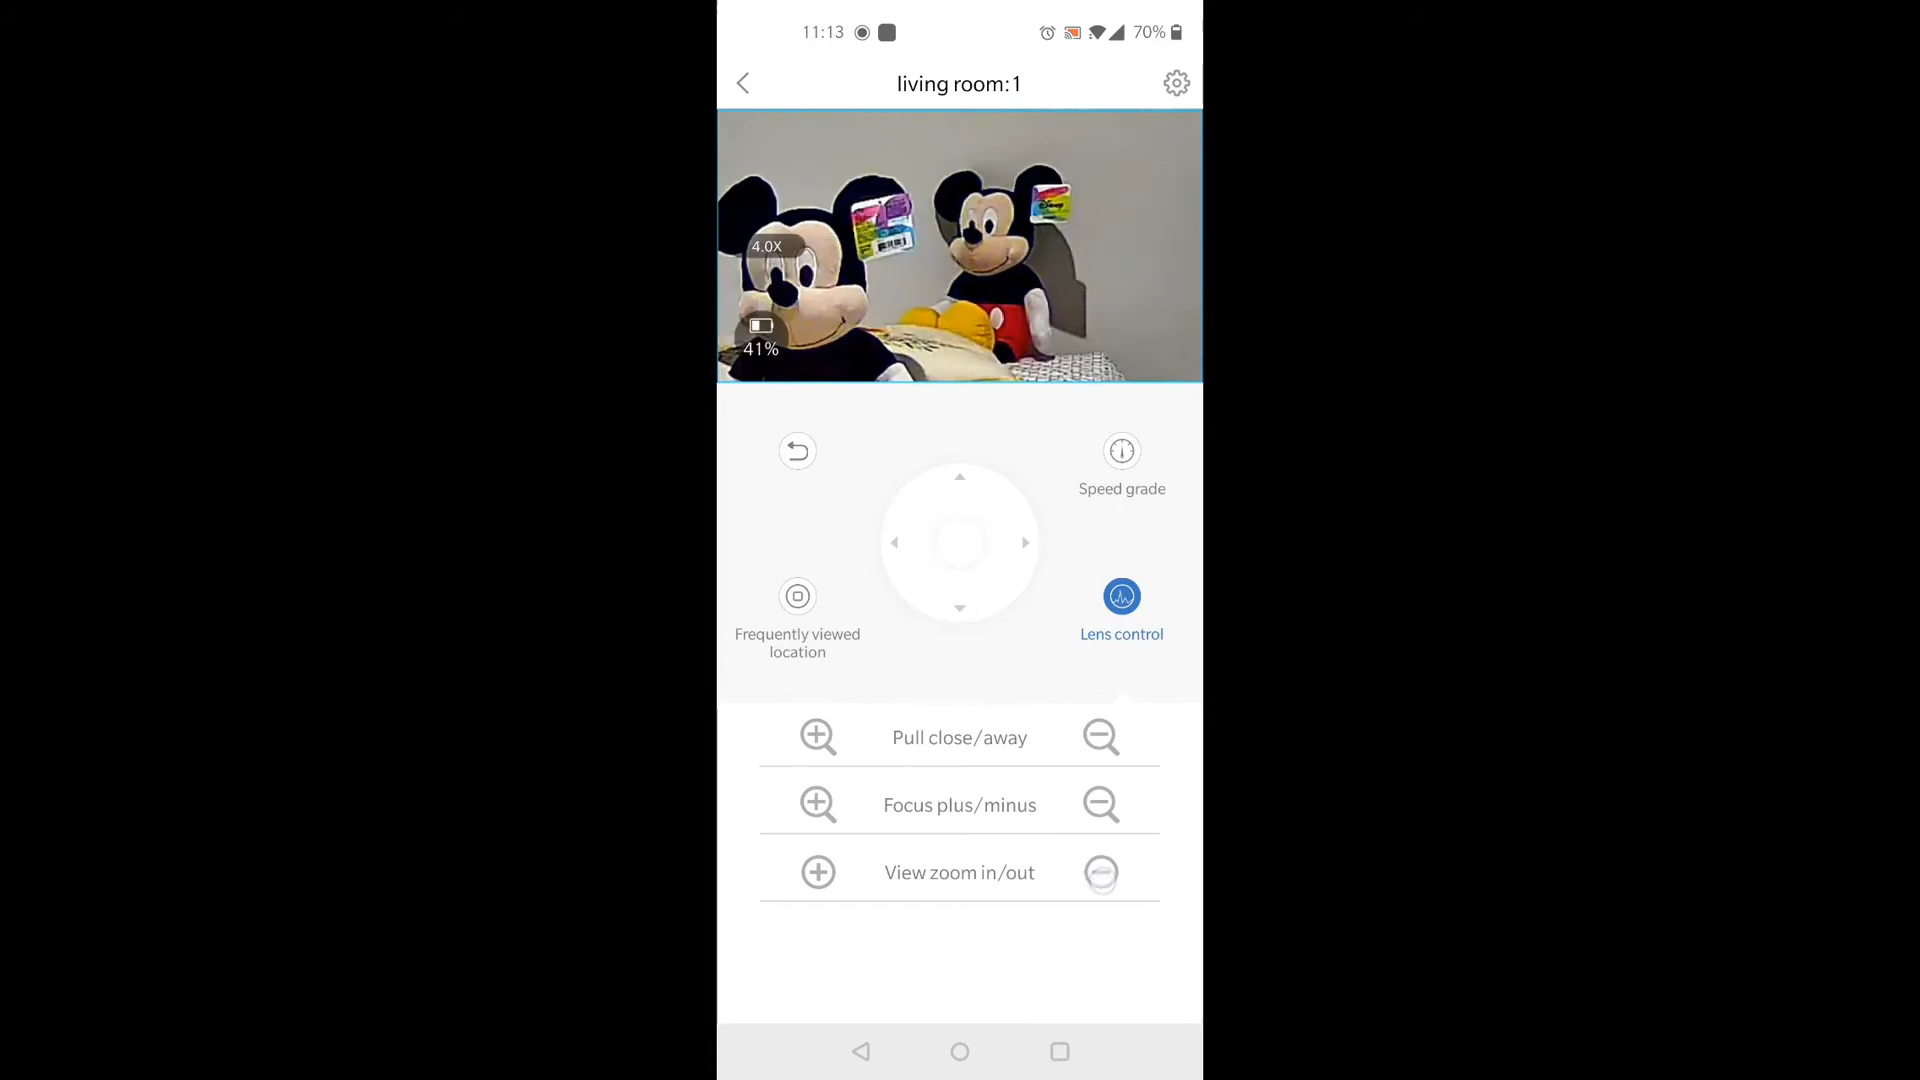 11:13
70%
living room:1
Disney
4.0X
41%
Speed grade
Frequently viewed
location
Lens control
Pull close/away
Focus plus/minus
View zoom in/out